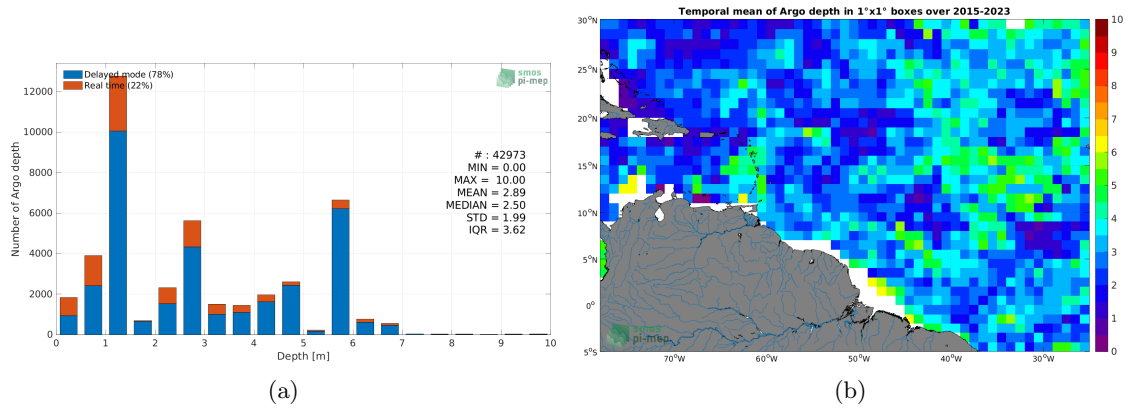 Delayed mode (78%)
Real time (22%)
smos
pi-mep
# : 42973
MIN = 0.00
MAX = 10.00
MEAN = 2.89
MEDIAN = 2.50
STD = 1.99
IQR = 3.62
Number of Argo depth
12000
10000
8000
6000
4000
2000
0
0 1 2 3 4 5 6 7 8 9 10
Depth [m]
(a)
Temporal mean of Argo depth in 1°x1° boxes over 2015-2023
30°N
25°N
20°N
15°N
10°N
5°N
0°
5°S
70°W 60°W 50°W 40°W 30°W
smos
pi-mep
10
9
8
7
6
5
4
3
2
1
0
(b)